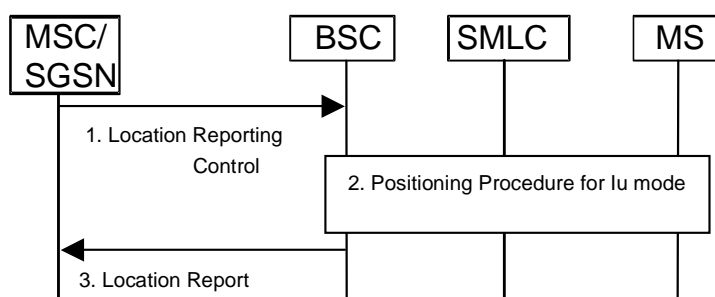 MSC/
SGSN
BSC
SMLC
MS
1. Location Reporting
Control
2. Positioning Procedure for Iu mode
3. Location Report